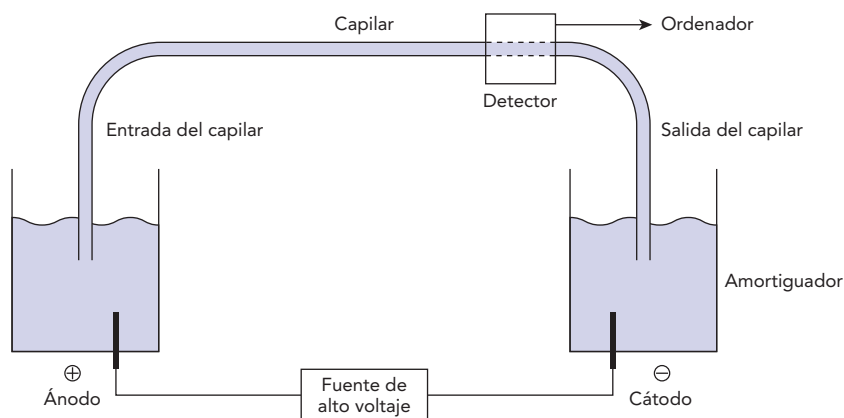 Capilar
Ordenador
Detector
Entrada del capilar
Salida del capilar
Amortiguador
⊕
Ánodo
Fuente de
alto voltaje
⊖
Cátodo